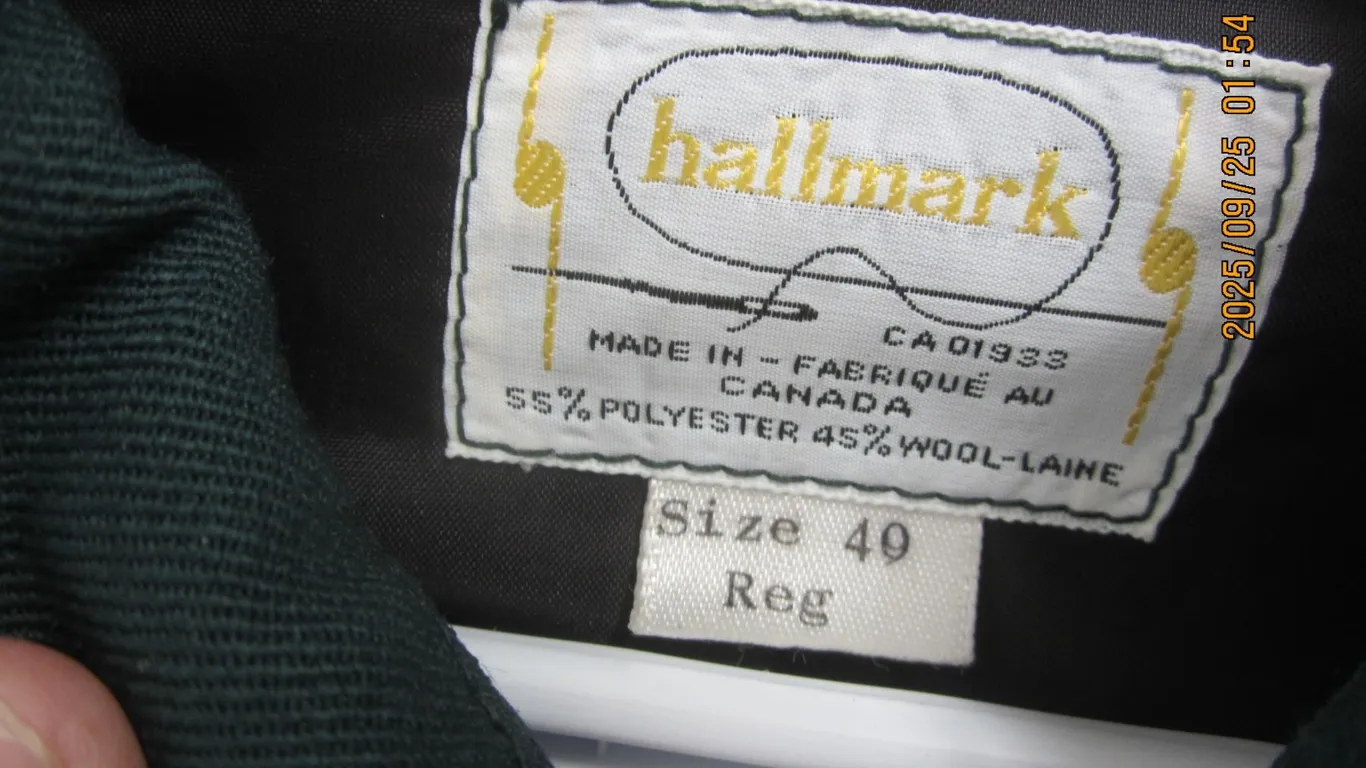 hallmark
CA 01933
MADE IN - FABRIQUÉ AU
CANADA
55% POLYESTER 45% WOOL-LAINE
Size 40
Reg
2025/09/25 01:54